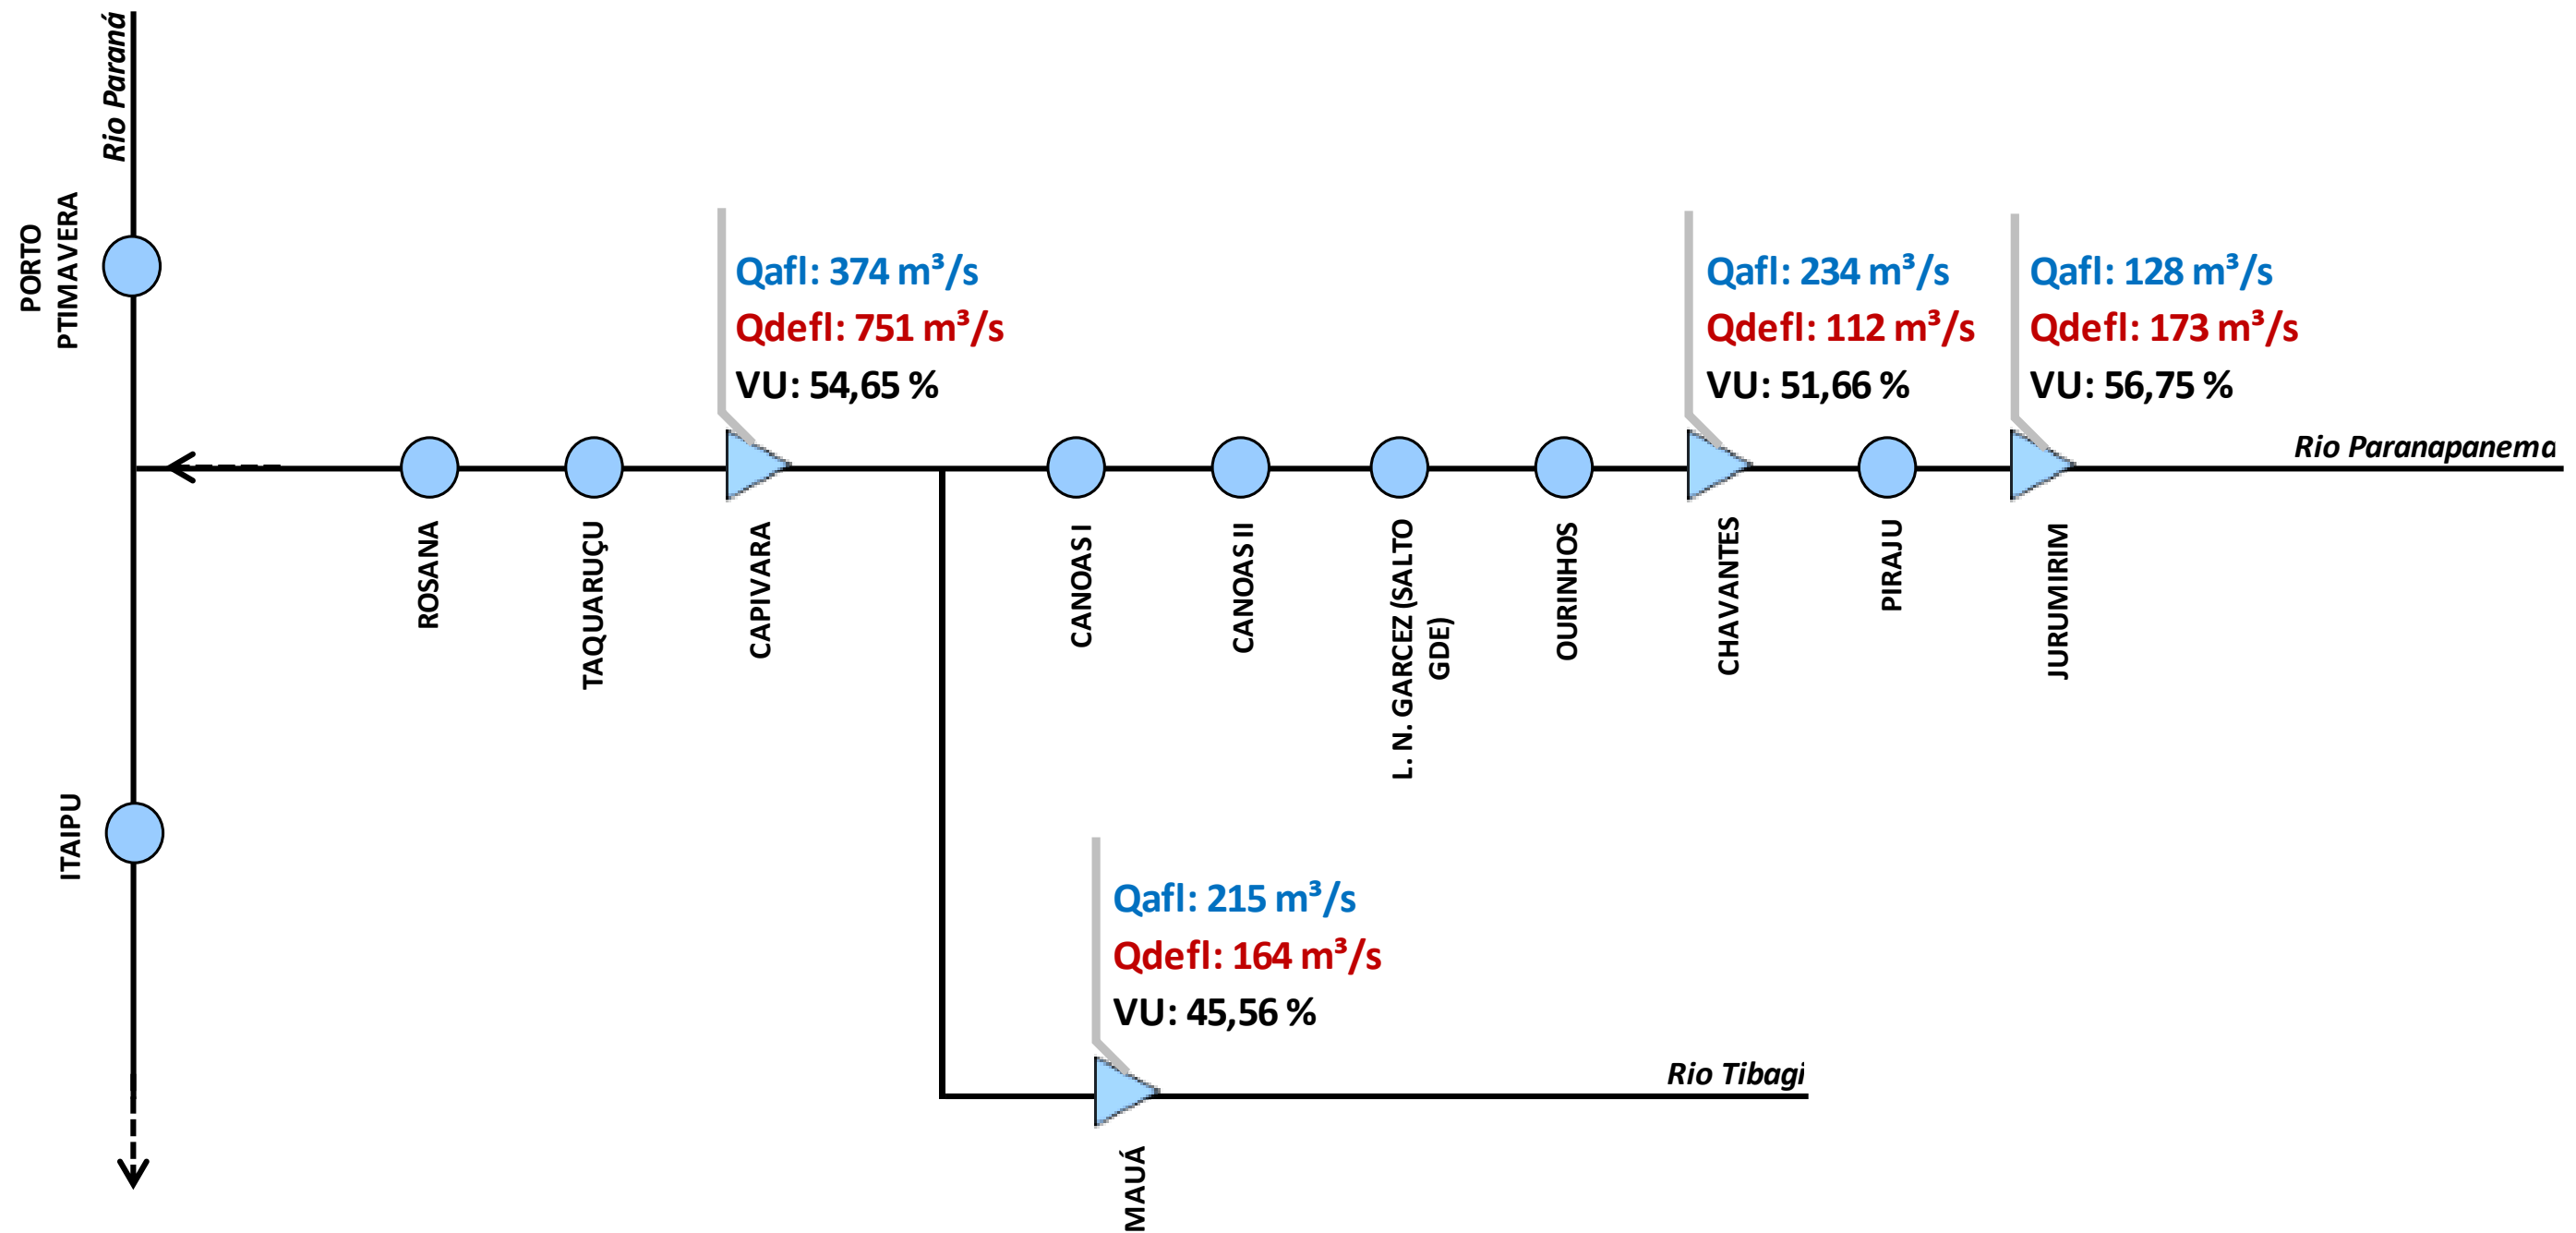 Rio Paraná
PORTO
PTIMAVERA
Qafl: 374 m³/s
Qdefl: 751 m³/s
VU: 54,65 %
Qafl: 234 m³/s
Qdefl: 112 m³/s
VU: 51,66 %
Qafl: 128 m³/s
Qdefl: 173 m³/s
VU: 56,75 %
Rio Paranapanema
ROSANA
TAQUARUÇU
CAPIVARA
CANOAS I
CANOAS II
L. N. GARCEZ (SALTO
GDE)
OURINHOS
CHAVANTES
PIRAJU
JURUMIRIM
ITAIPU
Qafl: 215 m³/s
Qdefl: 164 m³/s
VU: 45,56 %
Rio Tibagi
MAUÁ